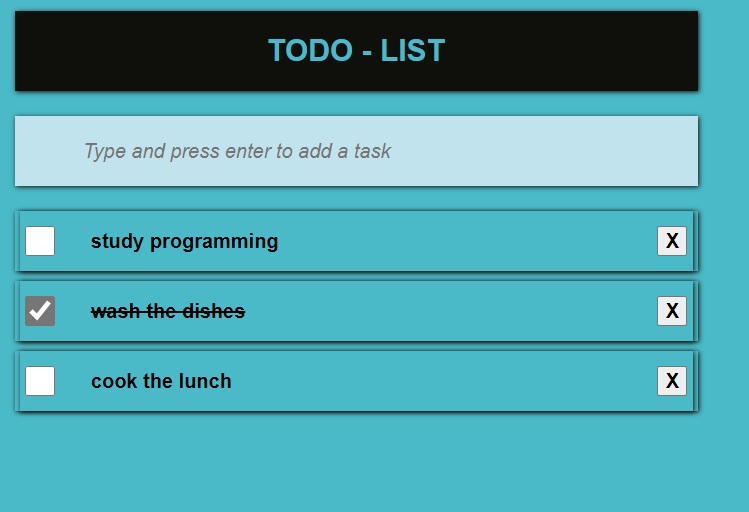 TODO - LIST
Type and press enter to add a task
study programming X
wash the dishes X
cook the lunch X